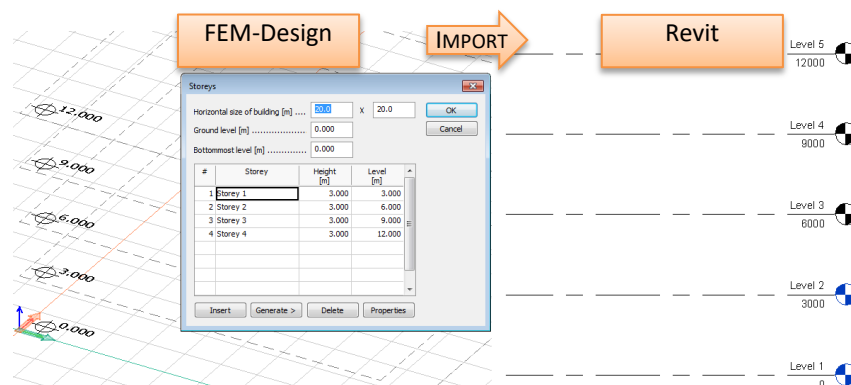 FEM-Design
IMPORT
Revit
12.000
9.000
6.000
3.000
0.000
Storeys
Horizontal size of building [m] .... 20.0 X 20.0 OK
Ground level [m] .................... 0.000 Cancel
Bottommost level [m] .............. 0.000
# Storey Height [m] Level [m]
1 Storey 1 3.000 3.000
2 Storey 2 3.000 6.000
3 Storey 3 3.000 9.000
4 Storey 4 3.000 12.000
Insert Generate > Delete Properties
Level 5
12000
Level 4
9000
Level 3
6000
Level 2
3000
Level 1
0